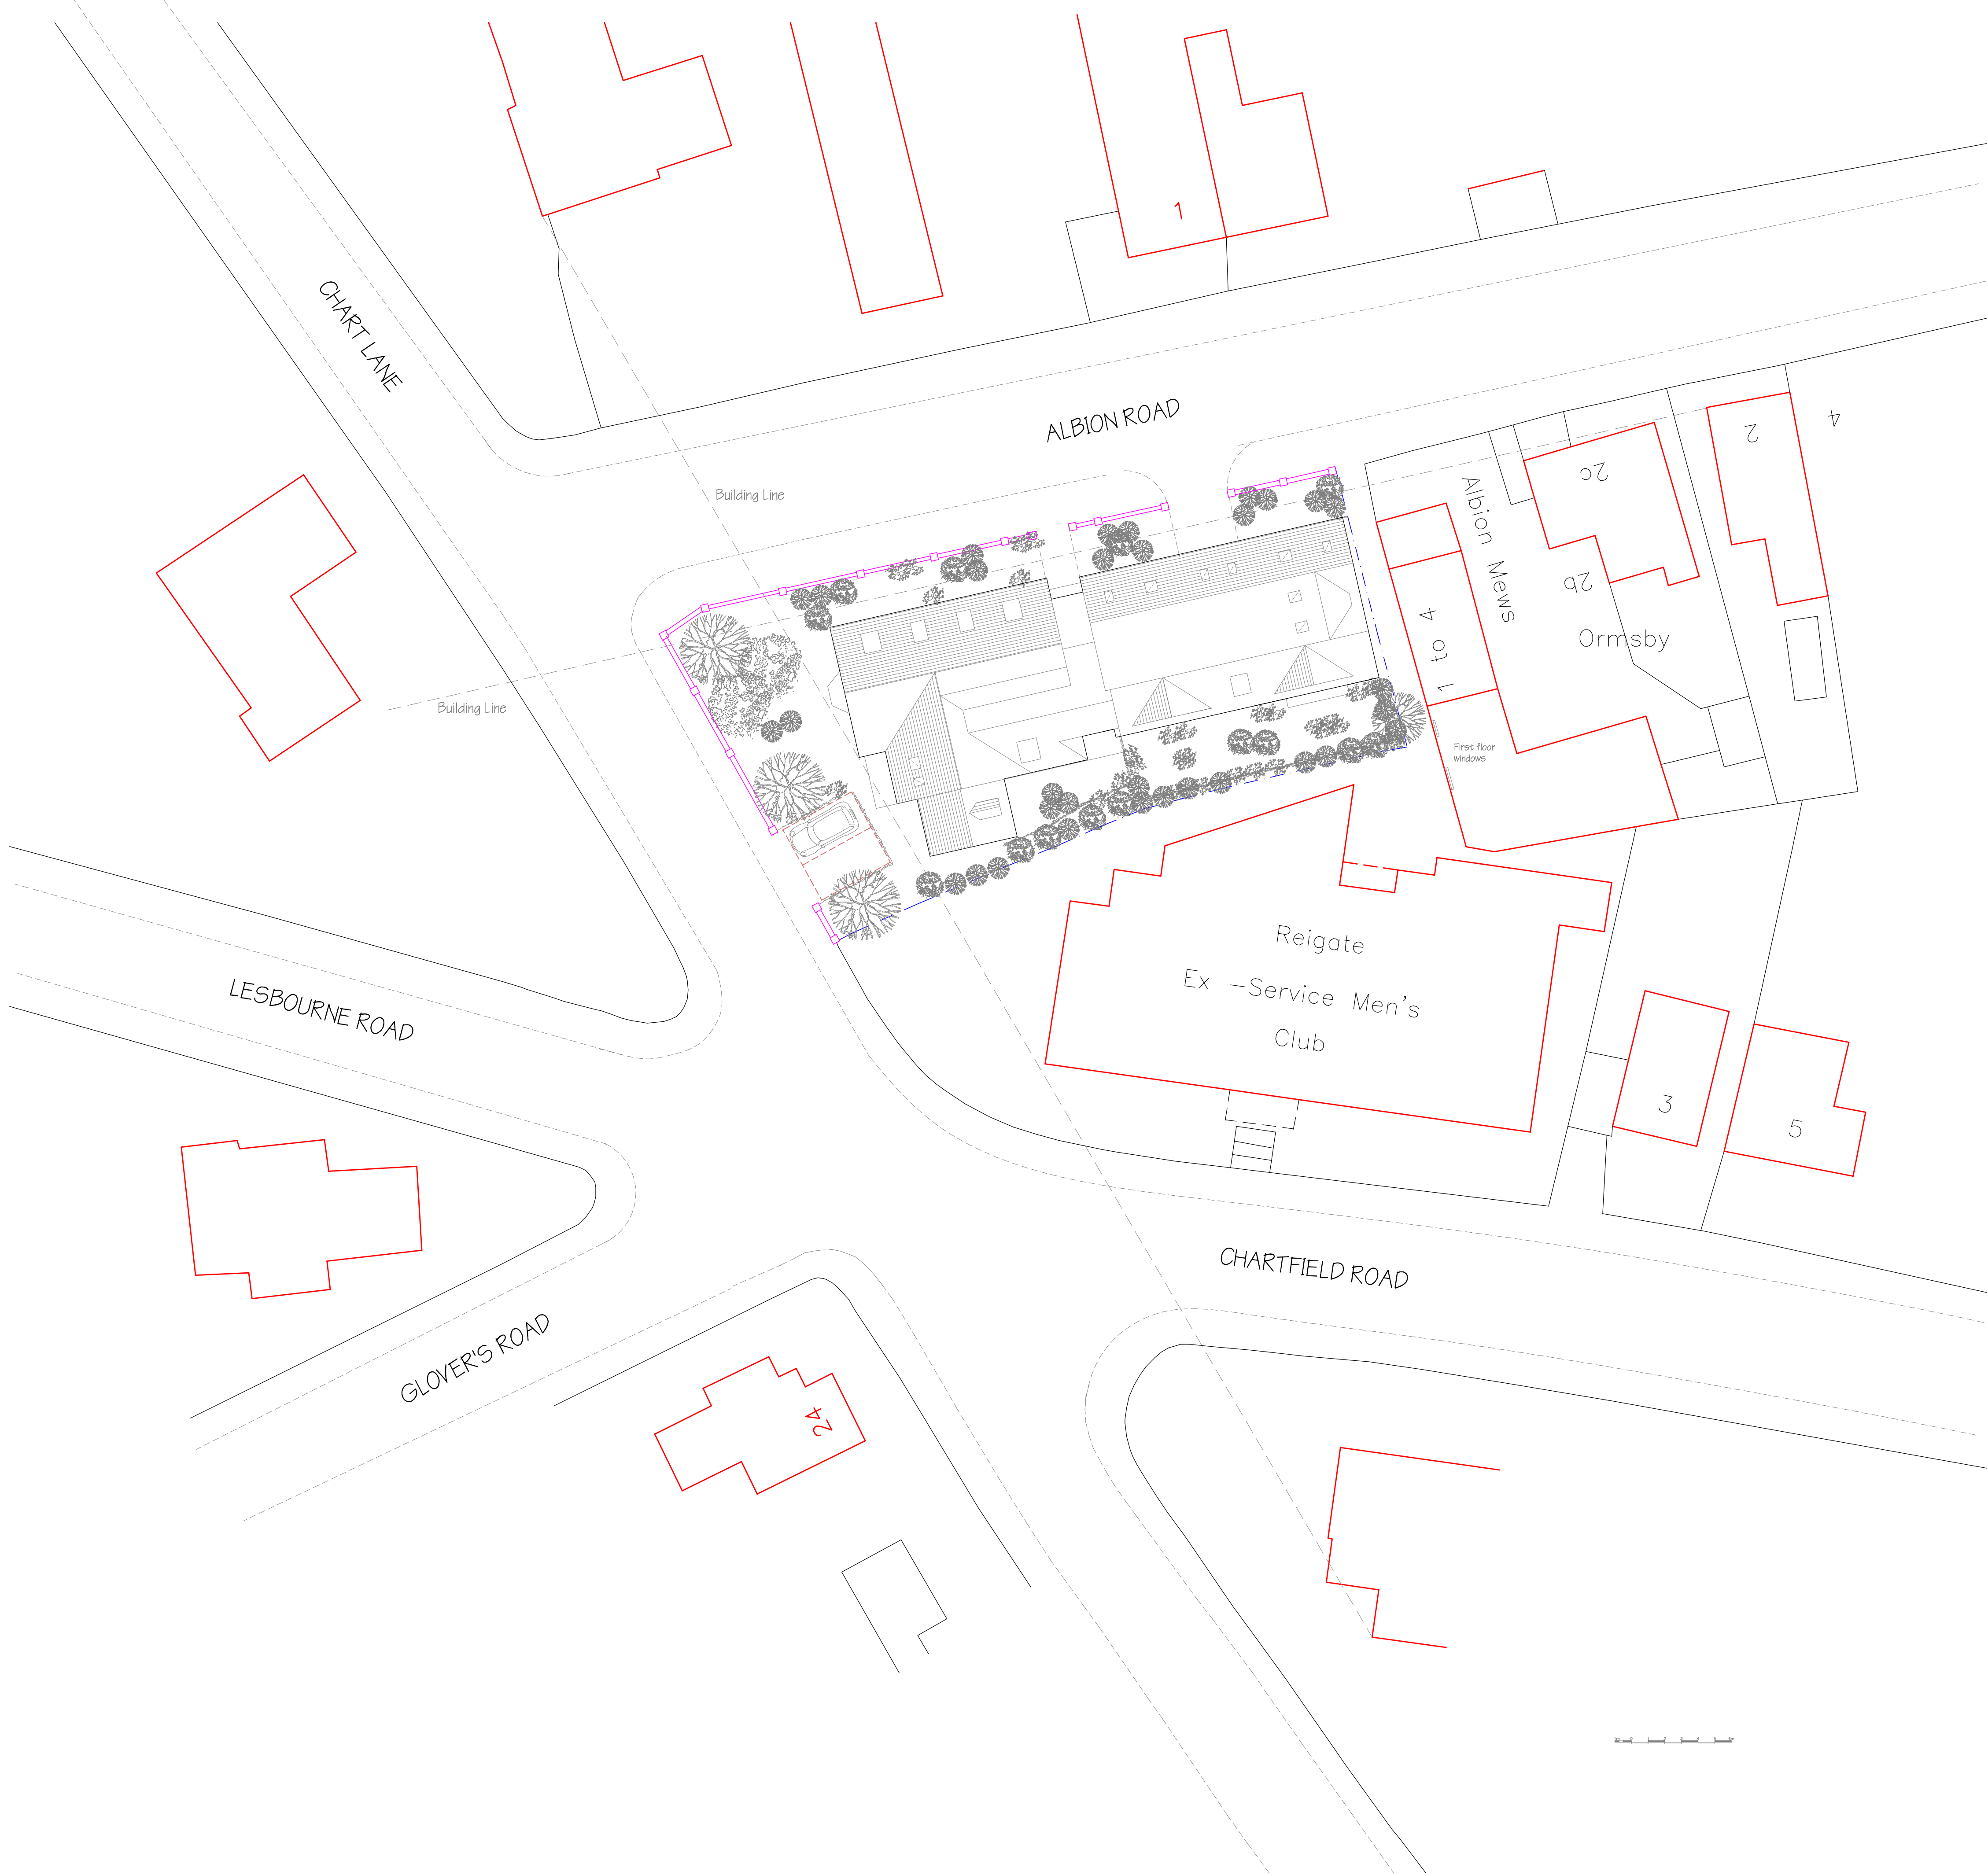 1
CHART LANE
ALBION ROAD
Building Line
Building Line
4
2
2c
Albion Mews
2b
1 to 4
Ormsby
First floor
windows
Reigate
Ex -Service Men's
Club
LESBOURNE ROAD
3
5
CHARTFIELD ROAD
GLOVER'S ROAD
24